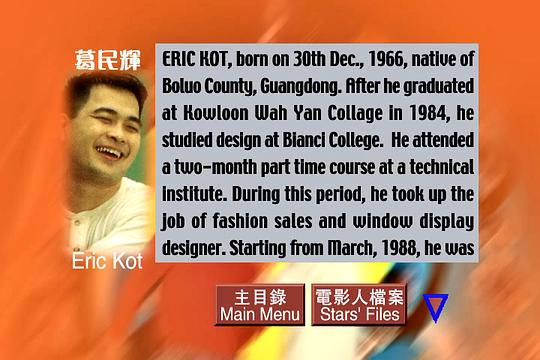 葛民輝
ERIC KOT, born on 30th Dec., 1966, native of
Boluo County, Guangdong. After he graduated
at Kowloon Wah Yan Collage in 1984, he
studied design at Bianci College. He attended
a two-month part time course at a technical
institute. During this period, he took up the
job of fashion sales and window display
designer. Starting from March, 1988, he was
Eric Kot
主目錄
Main Menu
電影人檔案
Stars' Files